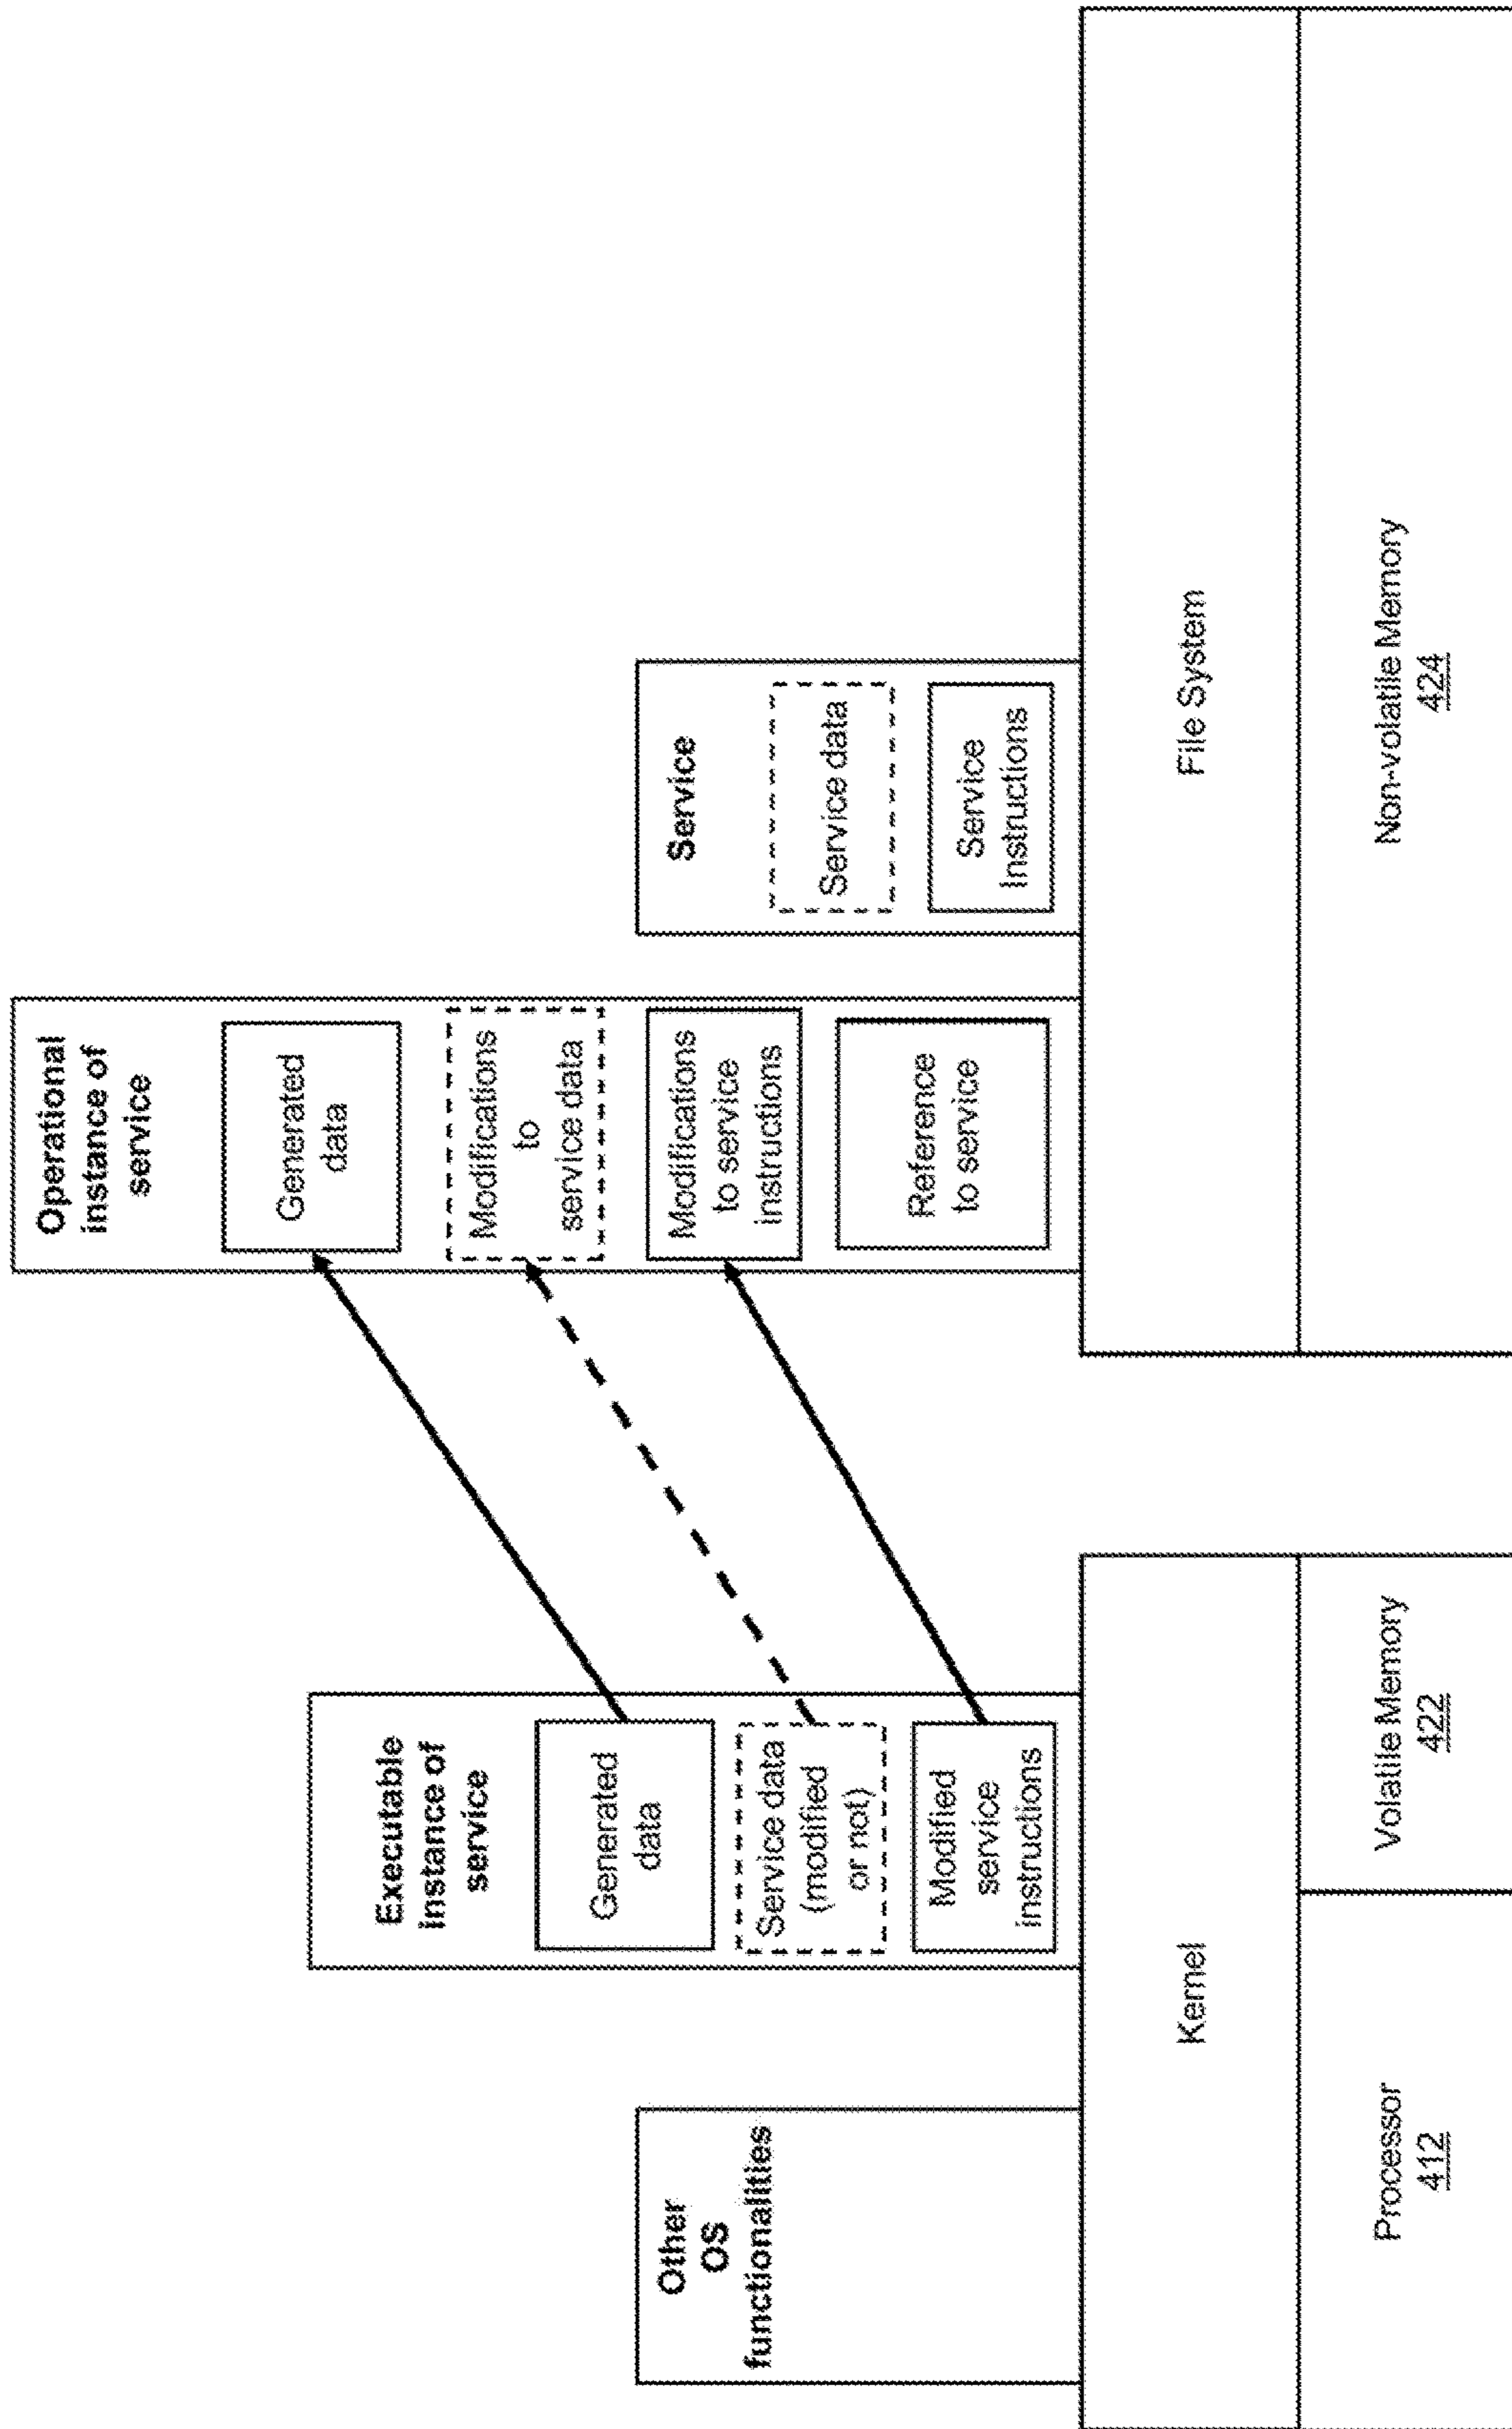 Other
OS
functionalities
Executable
instance of
service
Generated
data
Service data
(modified
or not)
Modified
service
instructions
Operational
instance of
service
Generated
data
Modifications
to
service data
Modifications
to service
instructions
Reference
to service
Service
Service data
Service
Instructions
Kernel
File System
Processor
412
Volatile Memory
422
Non-volatile Memory
424